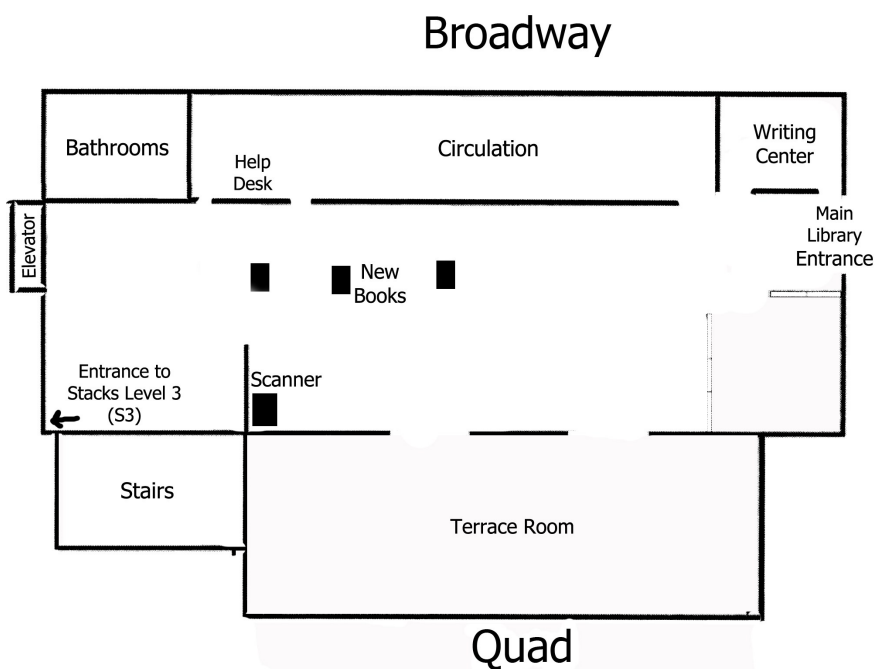 Broadway
Bathrooms
Help
Desk
Circulation
Writing
Center
Elevator
Main
Library
Entrance
New
Books
Entrance to
Stacks Level 3
(S3)
Scanner
Stairs
Terrace Room
Quad